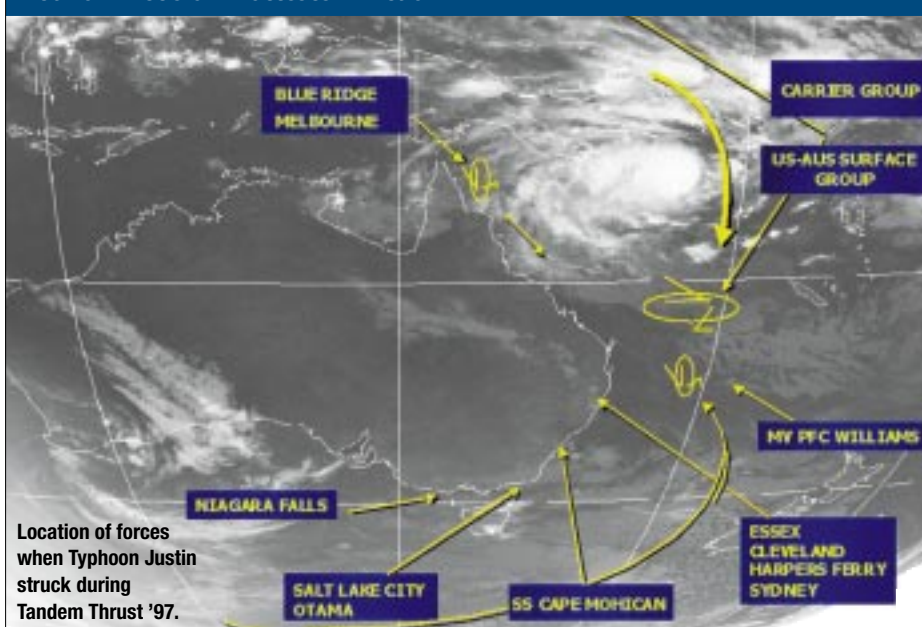 BLUE RIDGE
MELBOURNE
CARRIER GROUP
US-AUS SURFACE
GROUP
MV PFC WILLIAMS
NIAGARA FALLS
ESSEX
CLEVELAND
HARPERS FERRY
SYDNEY
SALT LAKE CITY
OTAMA
SS CAPE MOHICAN
Location of forces
when Typhoon Justin
struck during
Tandem Thrust ’97.